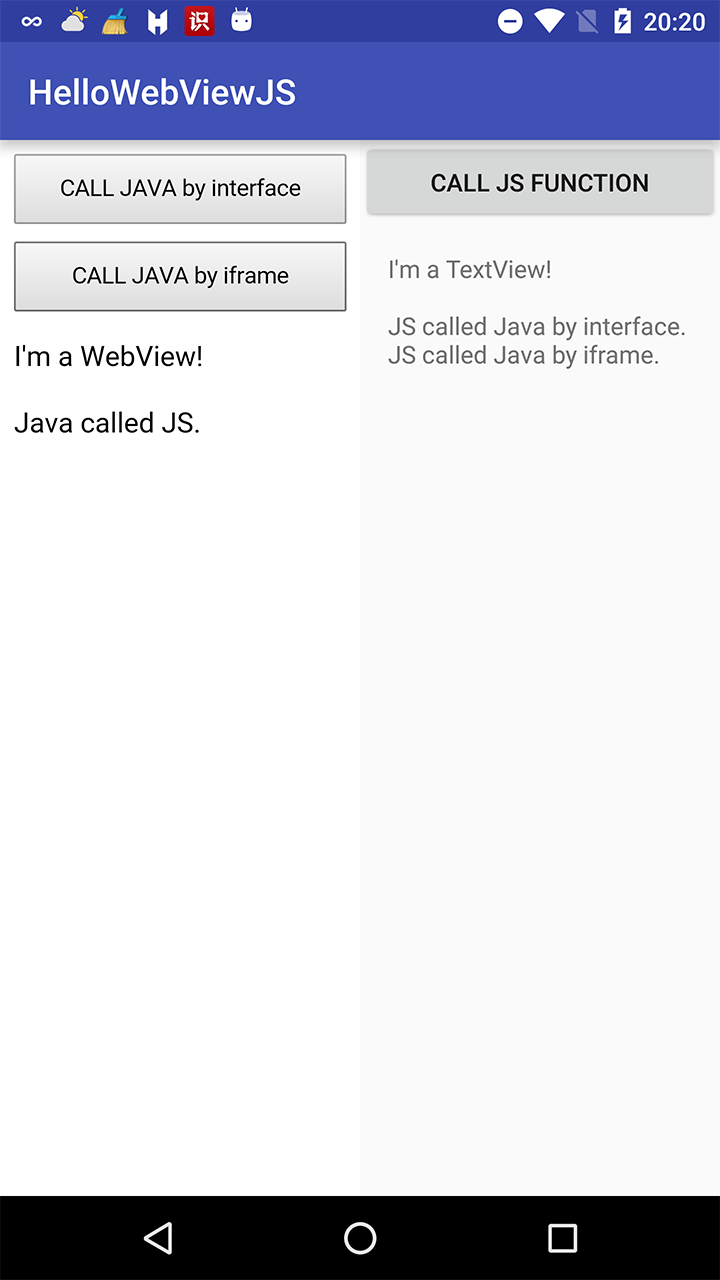 识
20:20
HelloWebViewJS
CALL JAVA by interface
CALL JAVA by iframe
I'm a WebView!
Java called JS.
CALL JS FUNCTION
I'm a TextView!
JS called Java by interface.
JS called Java by iframe.